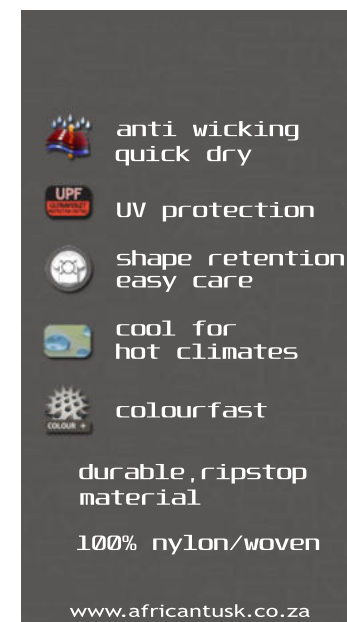 anti wicking
quick dry
UPF
UV protection
shape retention
easy care
cool for
hot climates
colourfast
COLOUR +
durable,ripstop
material
100% nylon/woven
www.africantusk.co.za